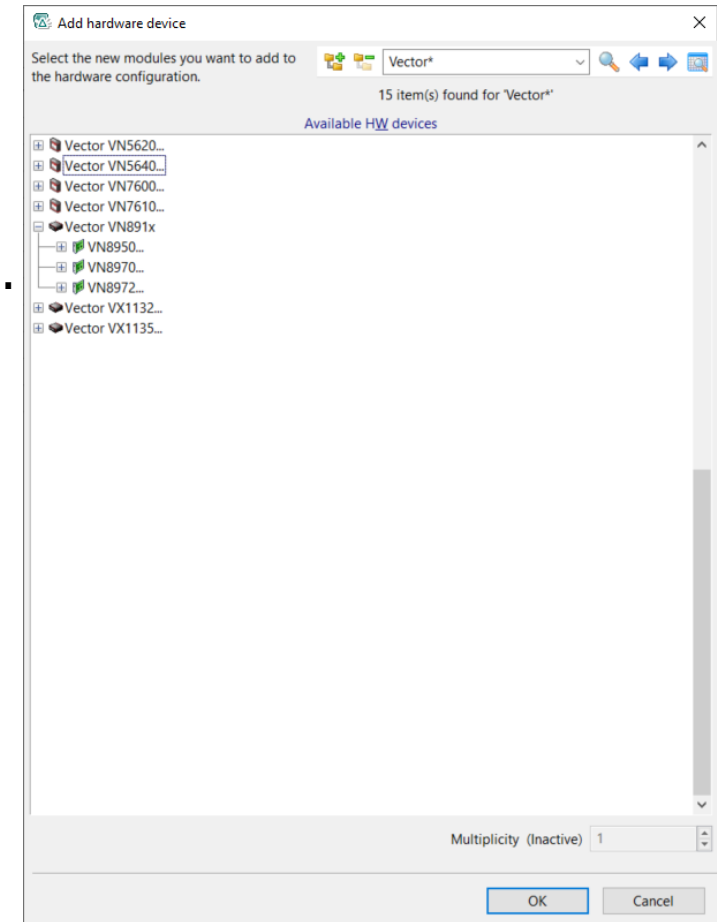 Add hardware device
Select the new modules you want to add to
the hardware configuration.
Vector*
15 item(s) found for 'Vector*'
Available HW devices
Vector VN5620...
Vector VN5640...
Vector VN7600...
Vector VN7610...
Vector VN891x
VN8950...
VN8970...
VN8972...
Vector VX1132...
Vector VX1135...
Multiplicity (Inactive) 1
OK Cancel